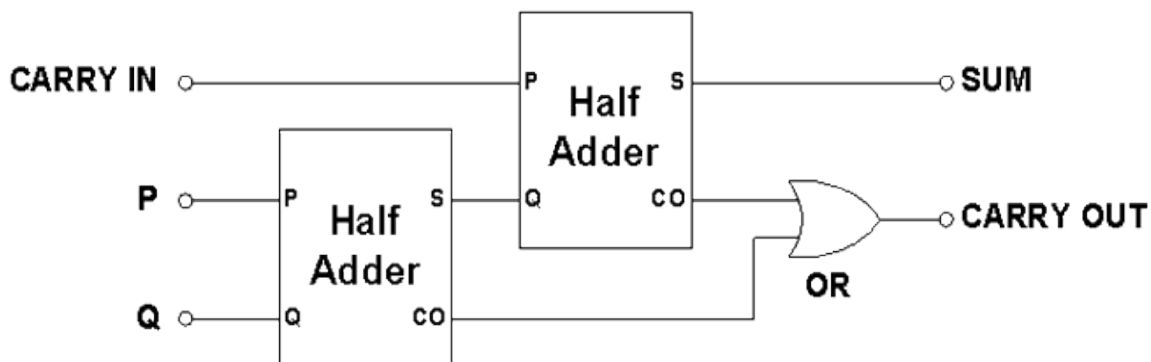 CARRY IN
P
Half
Adder
S
SUM
Q
CO
P
P
Half
Adder
S
Q
Q
CO
OR
CARRY OUT